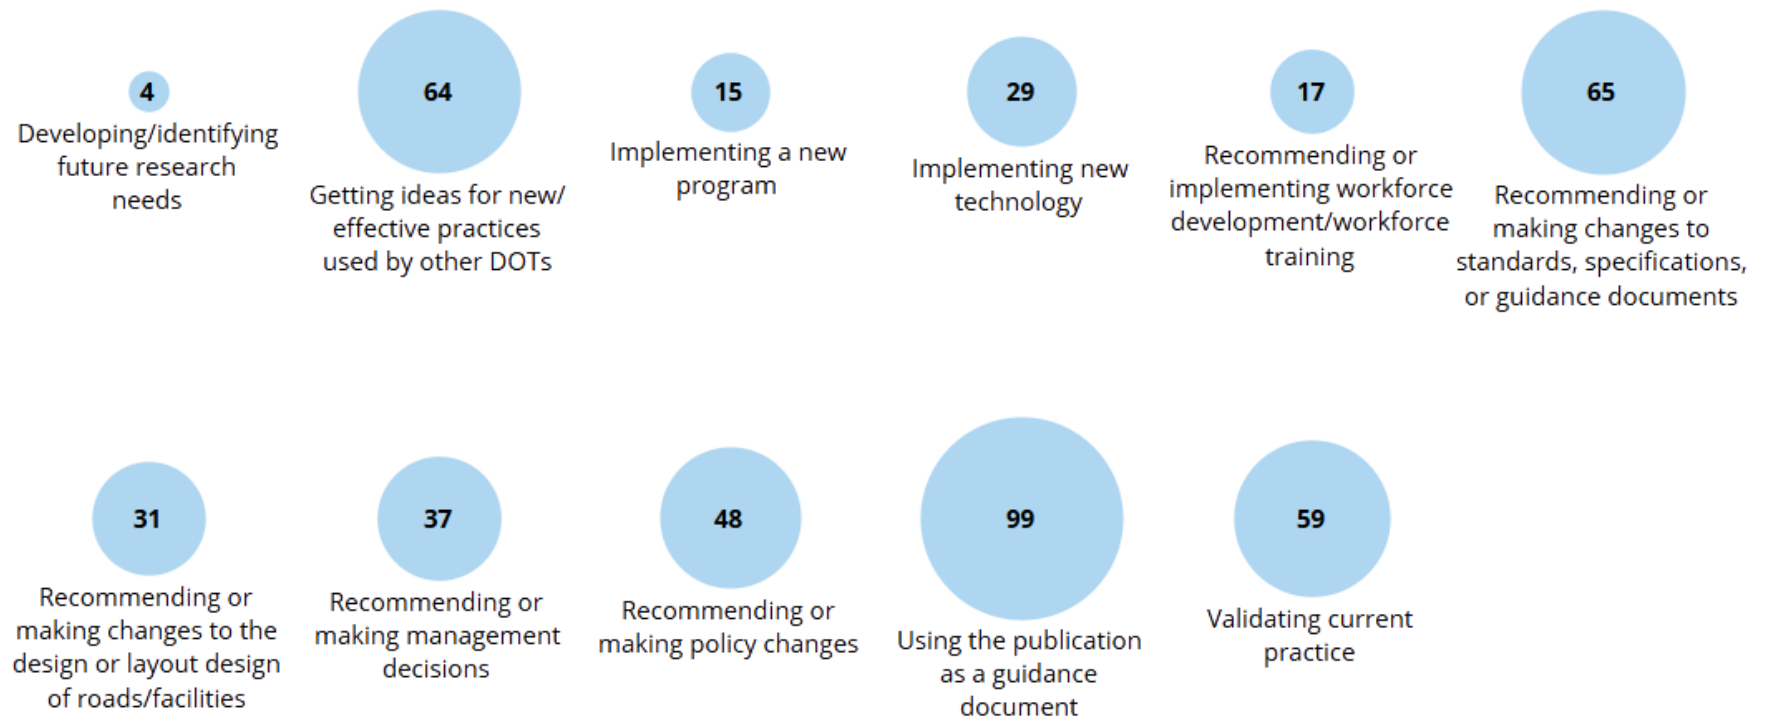 4
Developing/identifying
future research
needs
64
Getting ideas for new/
effective practices
used by other DOTs
15
Implementing a new
program
29
Implementing new
technology
17
Recommending or
implementing workforce
development/workforce
training
65
Recommending or
making changes to
standards, specifications,
or guidance documents
31
Recommending or
making changes to the
design or layout design
of roads/facilities
37
Recommending or
making management
decisions
48
Recommending or
making policy changes
99
Using the publication
as a guidance
document
59
Validating current
practice